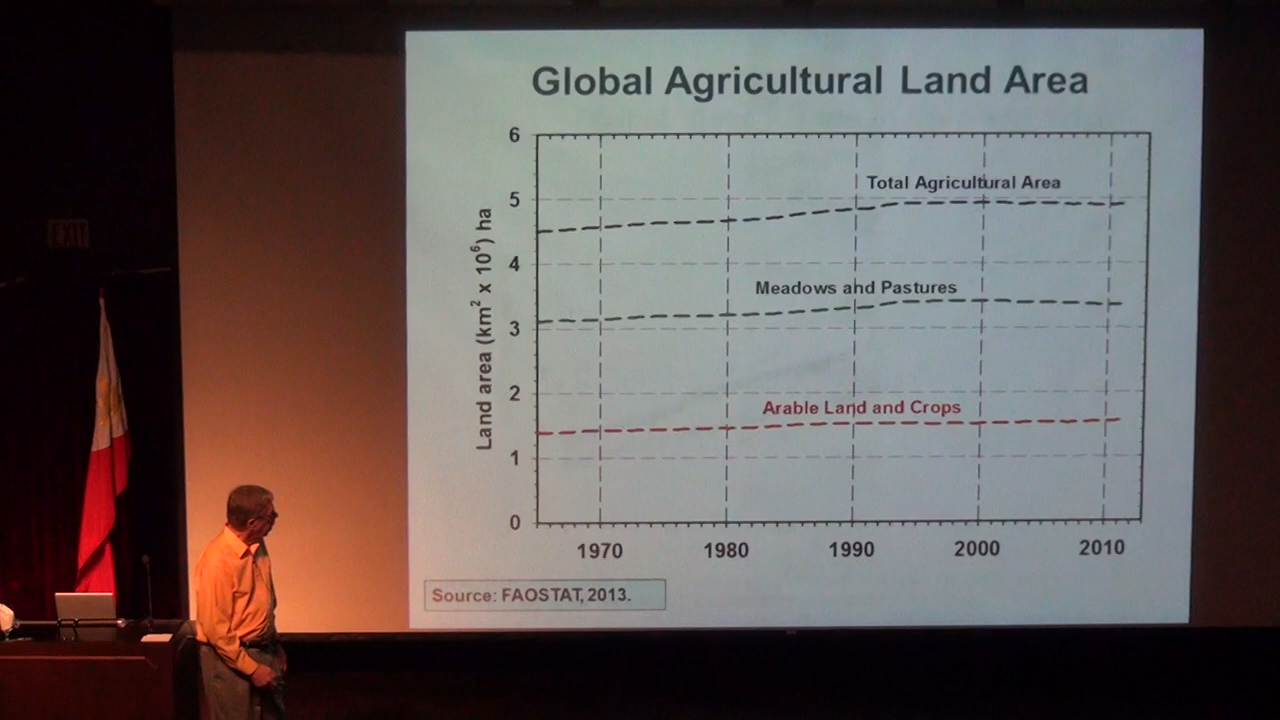 Global Agricultural Land Area
6
5
4
3
2
1
0
Land area (km² x 10⁶) ha
Total Agricultural Area
Meadows and Pastures
Arable Land and Crops
1970 1980 1990 2000 2010
Source: FAOSTAT, 2013.
EXIT